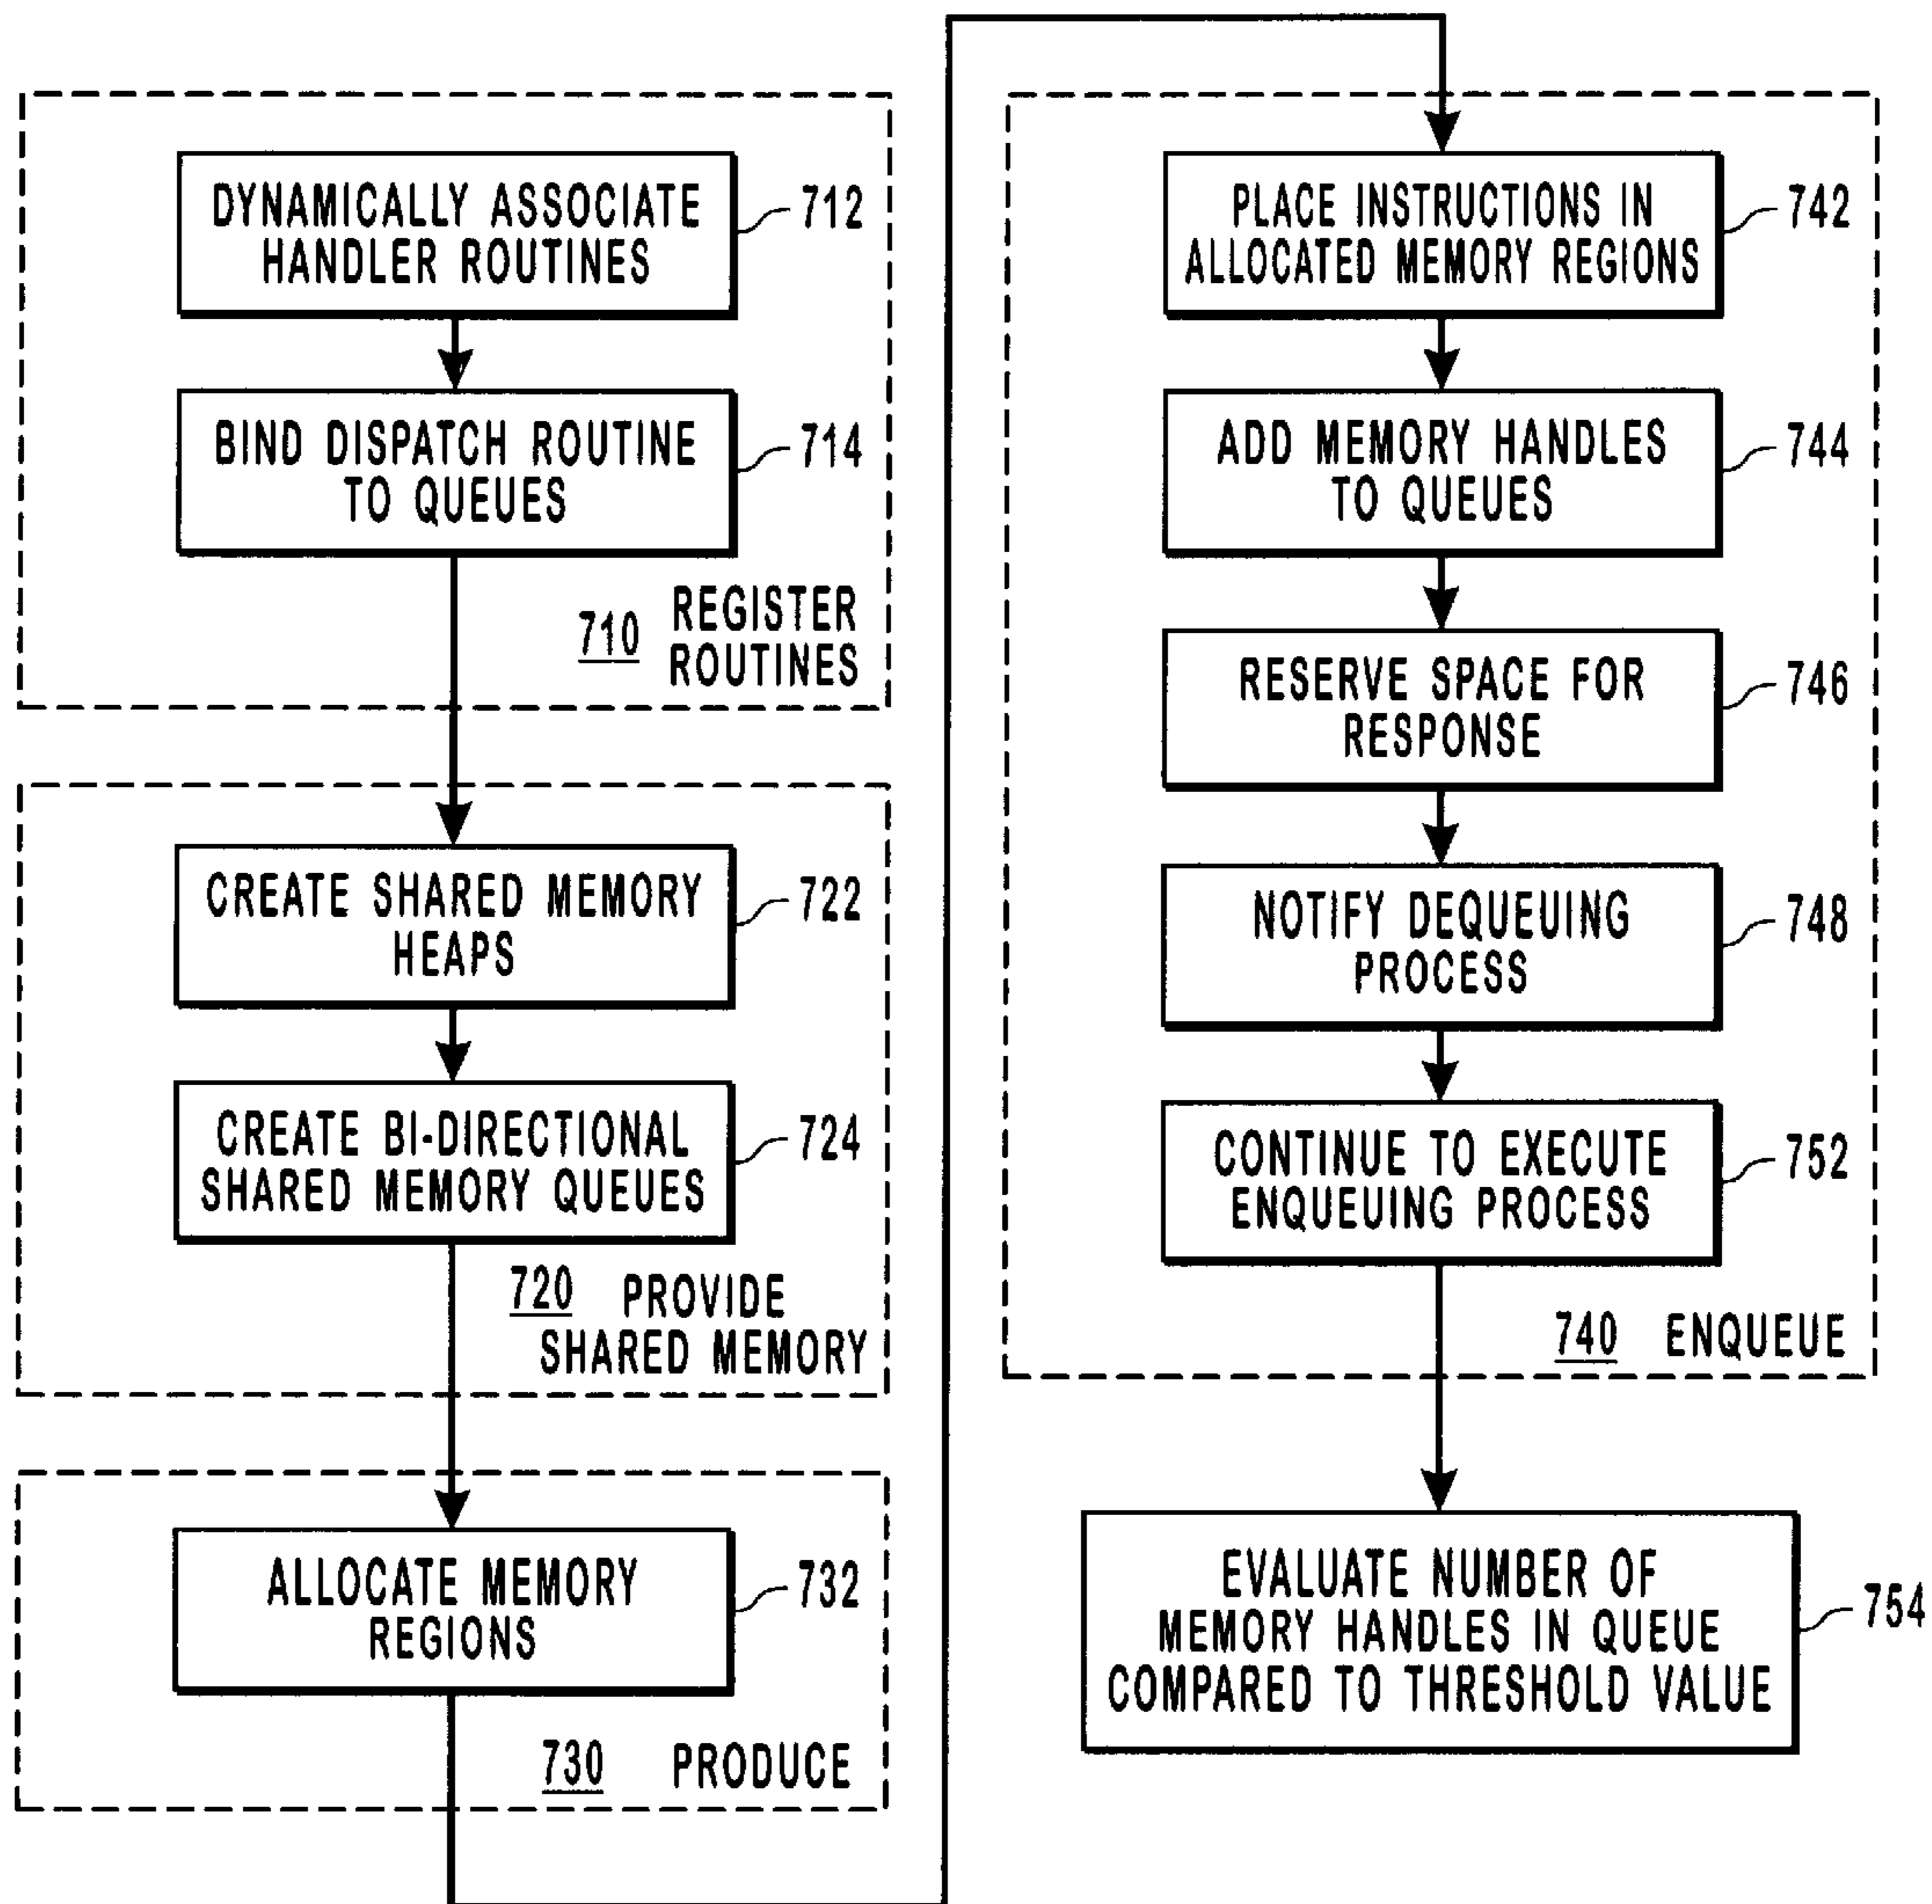 DYNAMICALLY ASSOCIATE
HANDLER ROUTINES
712
BIND DISPATCH ROUTINE
TO QUEUES
714
710 REGISTER
ROUTINES
CREATE SHARED MEMORY
HEAPS
722
CREATE BI-DIRECTIONAL
SHARED MEMORY QUEUES
724
720 PROVIDE
SHARED MEMORY
ALLOCATE MEMORY
REGIONS
732
730 PRODUCE
PLACE INSTRUCTIONS IN
ALLOCATED MEMORY REGIONS
742
ADD MEMORY HANDLES
TO QUEUES
744
RESERVE SPACE FOR
RESPONSE
746
NOTIFY DEQUEUING
PROCESS
748
CONTINUE TO EXECUTE
ENQUEUING PROCESS
752
740 ENQUEUE
EVALUATE NUMBER OF
MEMORY HANDLES IN QUEUE
COMPARED TO THRESHOLD VALUE
754